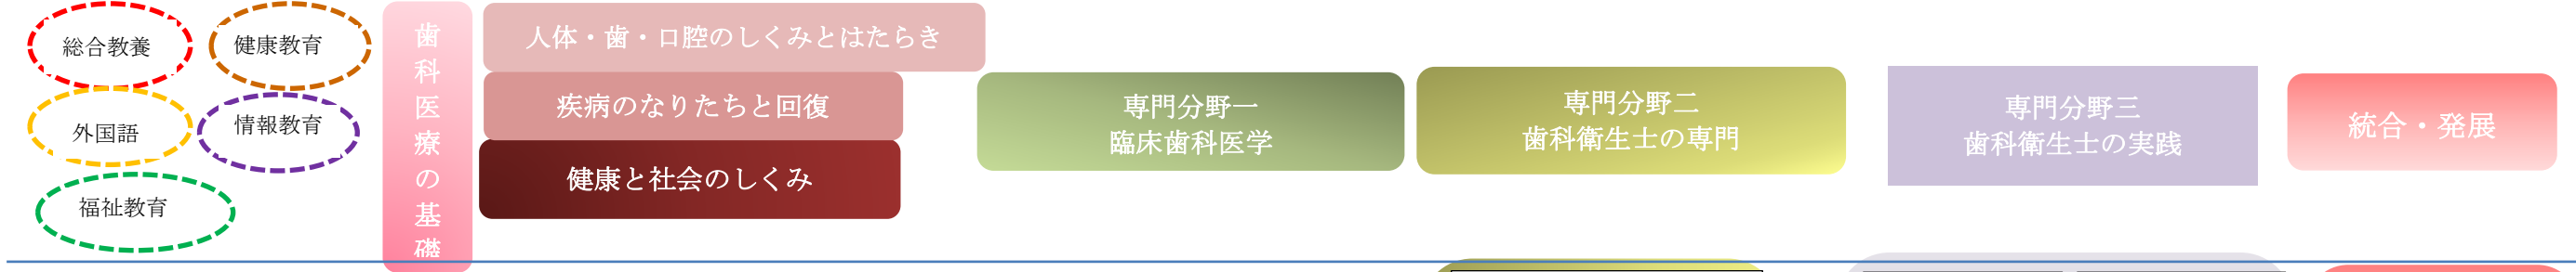 総合教養
健康教育
外国語
情報教育
福祉教育
歯科医療の基礎
人体・歯・口腔のしくみとはたらき
疾病のなりたちと回復
健康と社会のしくみ
専門分野一
臨床歯科医学
専門分野二
歯科衛生士の専門
専門分野三
歯科衛生士の実践
統合・発展